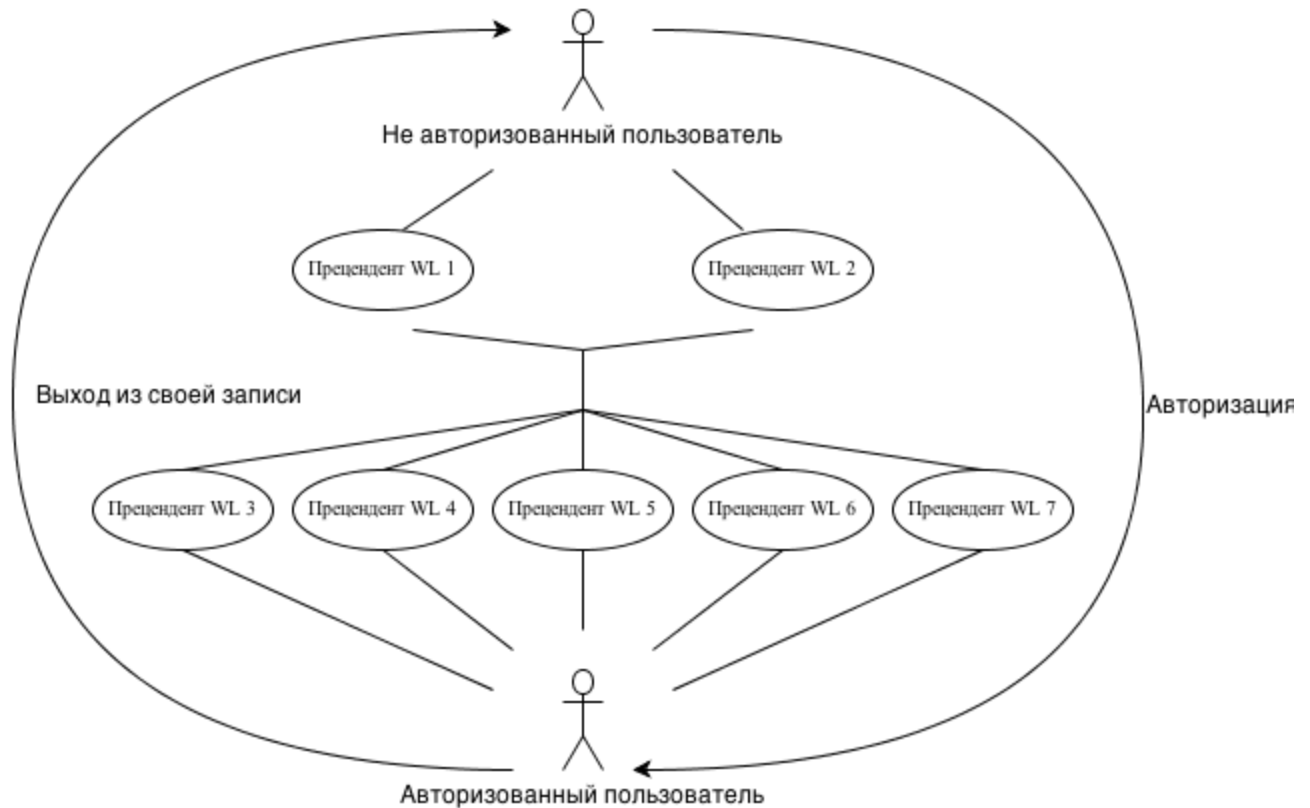 Не авторизованный пользователь
Прецендент WL 1
Прецендент WL 2
Выход из своей записи
Авторизация
Прецендент WL 3
Прецендент WL 4
Прецендент WL 5
Прецендент WL 6
Прецендент WL 7
Авторизованный пользователь